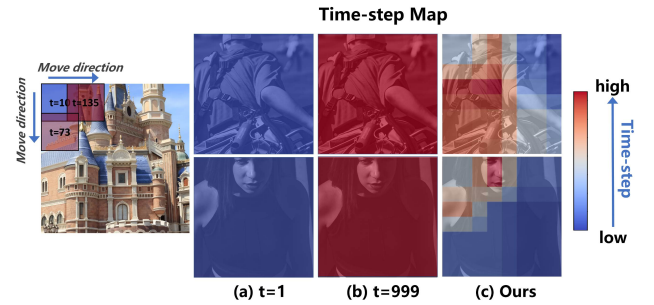 Time-step Map
Move direction
Move direction
t=10 t=135
t=73
high
Time-step
low
(a) t=1
(b) t=999
(c) Ours